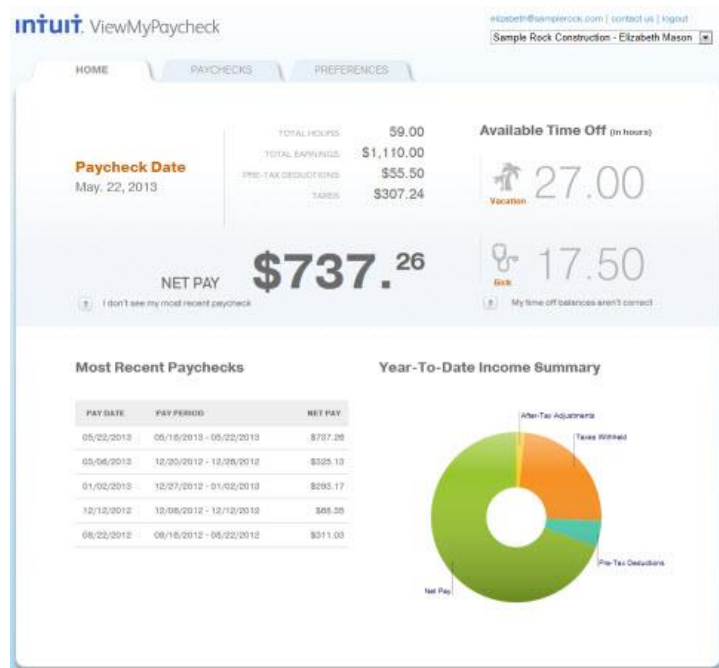 INTUIT. ViewMyPaycheck
elizabeth@samplerock.com | contact us | logout
Sample Rock Construction - Elizabeth Mason
HOME PAYCHECKS PREFERENCES
Paycheck Date
May. 22, 2013
TOTAL HOURS 59.00
TOTAL EARNINGS $1,110.00
PRE-TAX DEDUCTIONS $55.50
TAXES $307.24
NET PAY $737.26
? I don't see my most recent paycheck
Available Time Off (in hours)
Vacation 27.00
Sick 17.50
? My time off balances aren't correct
Most Recent Paychecks
PAY DATE PAY PERIOD NET PAY
05/22/2013 05/16/2013 - 05/22/2013 $737.26
12/20/2012 - 12/26/2012 $325.13
01/02/2013 12/27/2012 - 01/02/2013 $293.17
12/12/2012 12/06/2012 - 12/12/2012
08/22/2012 08/16/2012 - 08/22/2012 $311.03
Year-To-Date Income Summary
After-Tax Adjustments
Taxes Withheld
Pre-Tax Deductions
Net Pay